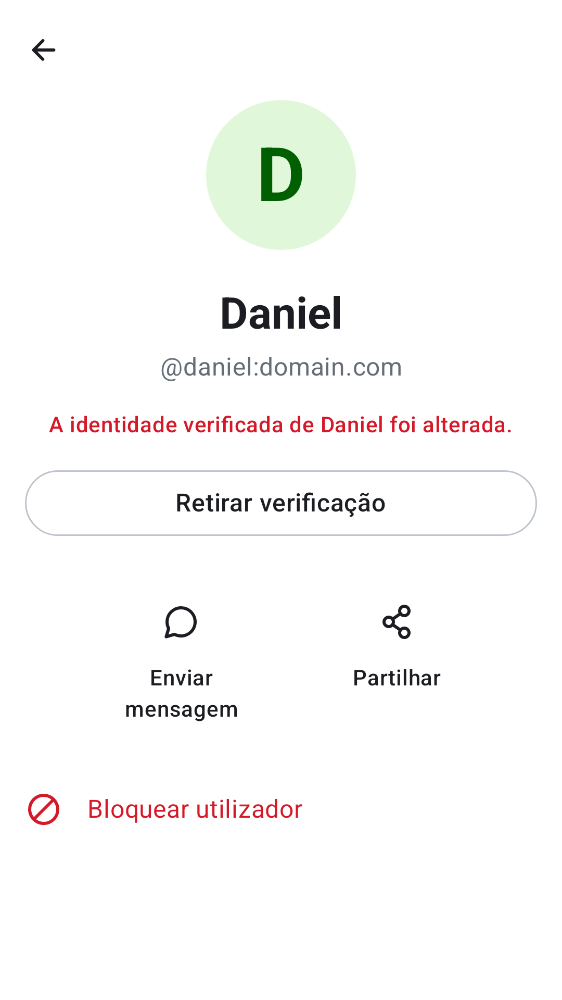 D
Daniel
@daniel:domain.com
A identidade verificada de Daniel foi alterada.
Retirar verificação
Enviar
mensagem
Partilhar
Bloquear utilizador